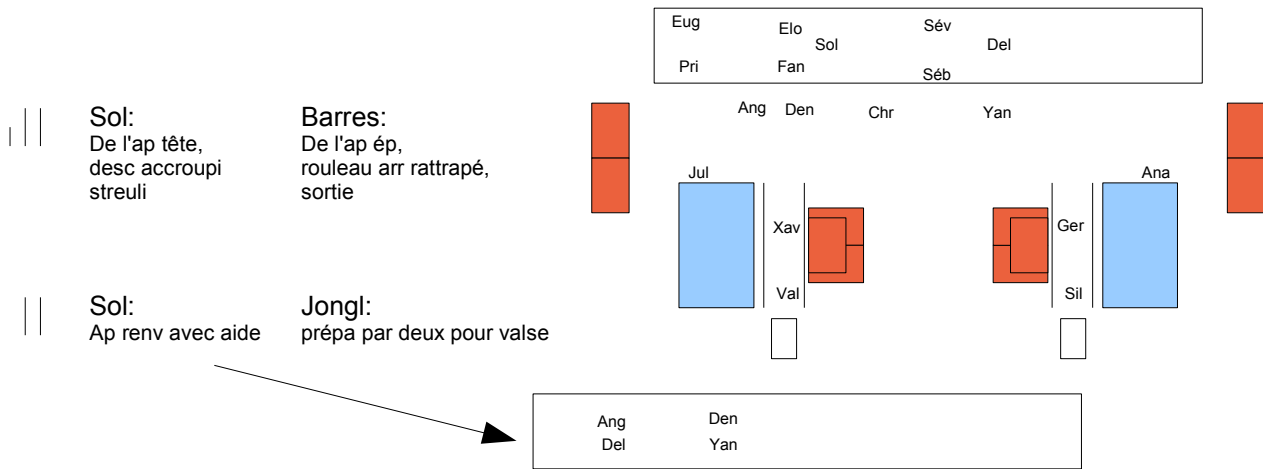 Eug Elo Sév
Sol Del
Pri Fan Séb
Ang Den Chr Yan
Sol:
De l'ap tête,
desc accroupi
streuli
Barres:
De l'ap ép,
rouleau arr rattrapé,
sortie
Jul Ana
Xav Ger
Val Sil
Sol:
Ap renv avec aide
Jongl:
prépa par deux pour valse
Ang Den
Del Yan